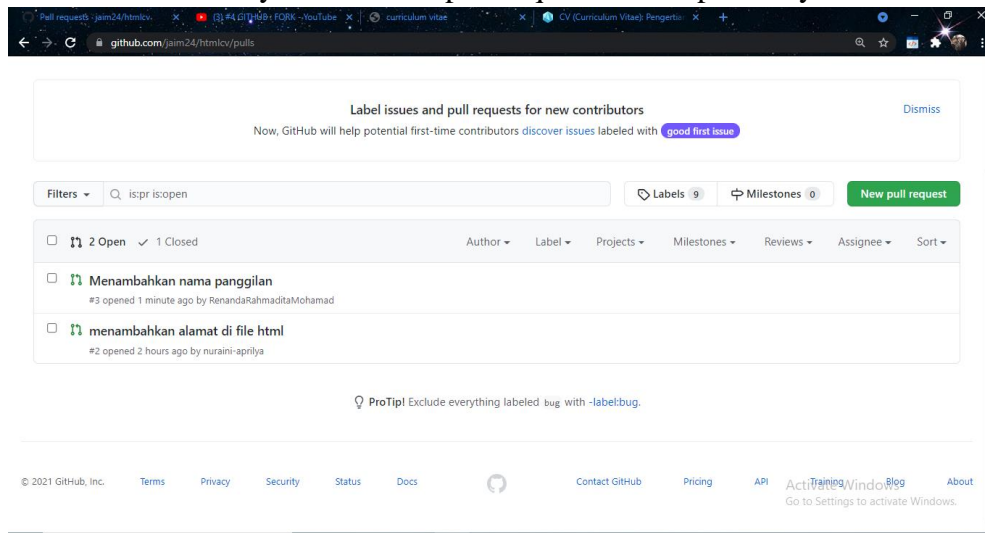 Pull requests · jaim24/htmlcv.
(3) #4 GITHUB : FORK - YouTube
curriculum vitae
CV (Curriculum Vitae): Pengertian
github.com/jaim24/htmlcv/pulls
Label issues and pull requests for new contributors
Dismiss
Now, GitHub will help potential first-time contributors discover issues labeled with good first issue
Filters is:pr is:open Labels 9 Milestones 0 New pull request
2 Open 1 Closed Author Label Projects Milestones Reviews Assignee Sort
Menambahkan nama panggilan
#3 opened 1 minute ago by RenandaRahmaditaMohamad
menambahkan alamat di file html
#2 opened 2 hours ago by nuraini-aprilya
ProTip! Exclude everything labeled bug with -label:bug.
© 2021 GitHub, Inc. Terms Privacy Security Status Docs Contact GitHub Pricing API Training Blog About
Activate Windows
Go to Settings to activate Windows.